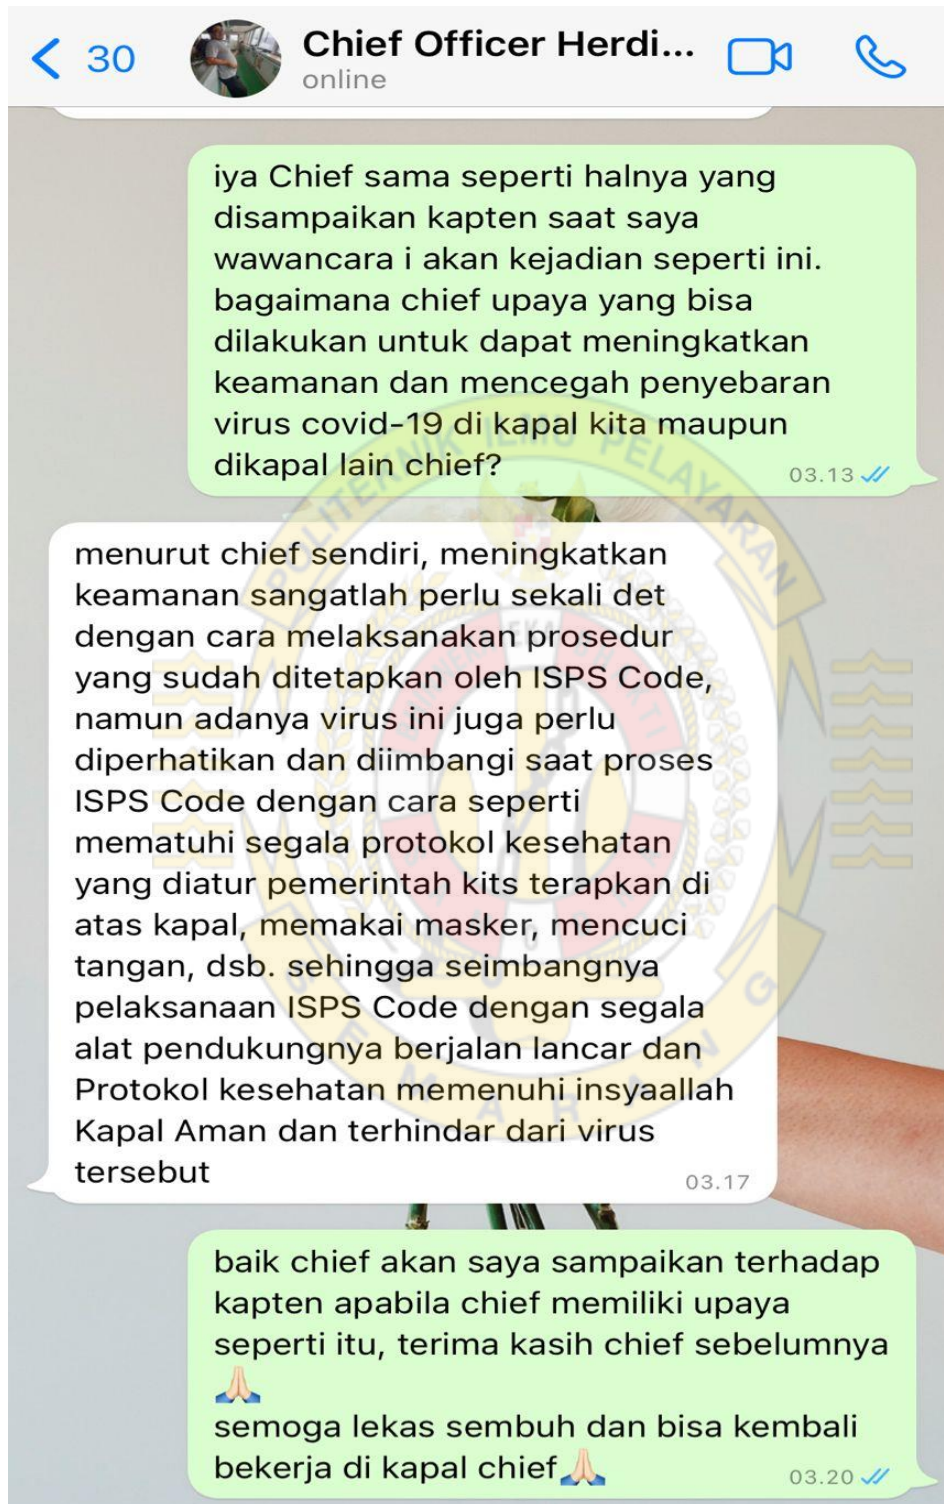 30
Chief Officer Herdi...
online
iya Chief sama seperti halnya yang
disampaikan kapten saat saya
wawancara i akan kejadian seperti ini.
bagaimana chief upaya yang bisa
dilakukan untuk dapat meningkatkan
keamanan dan mencegah penyebaran
virus covid-19 di kapal kita maupun
dikapal lain chief?
03.13
menurut chief sendiri, meningkatkan
keamanan sangatlah perlu sekali det
dengan cara melaksanakan prosedur
yang sudah ditetapkan oleh ISPS Code,
namun adanya virus ini juga perlu
diperhatikan dan diimbangi saat proses
ISPS Code dengan cara seperti
mematuhi segala protokol kesehatan
yang diatur pemerintah kits terapkan di
atas kapal, memakai masker, mencuci
tangan, dsb. sehingga seimbangnya
pelaksanaan ISPS Code dengan segala
alat pendukungnya berjalan lancar dan
Protokol kesehatan memenuhi insyaallah
Kapal Aman dan terhindar dari virus
tersebut
03.17
baik chief akan saya sampaikan terhadap
kapten apabila chief memiliki upaya
seperti itu, terima kasih chief sebelumnya
🙏🏻
semoga lekas sembuh dan bisa kembali
bekerja di kapal chief🙏🏻
03.20
POLITEKNIK ILMU PELAYARAN
SEMARANG